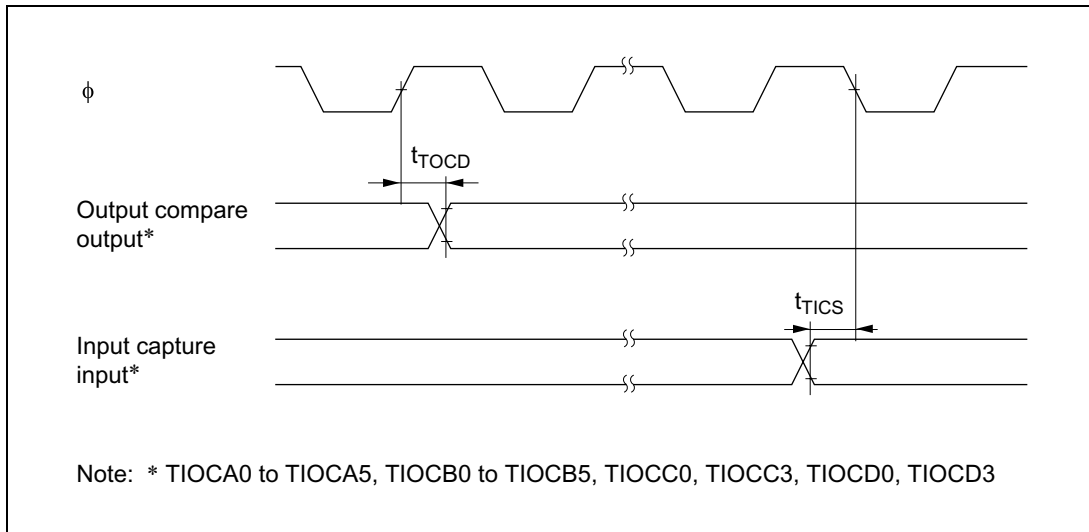 ϕ
tTOCD
Output compare
output*
tTICS
Input capture
input*
Note: * TIOCA0 to TIOCA5, TIOCB0 to TIOCB5, TIOCC0, TIOCC3, TIOCD0, TIOCD3